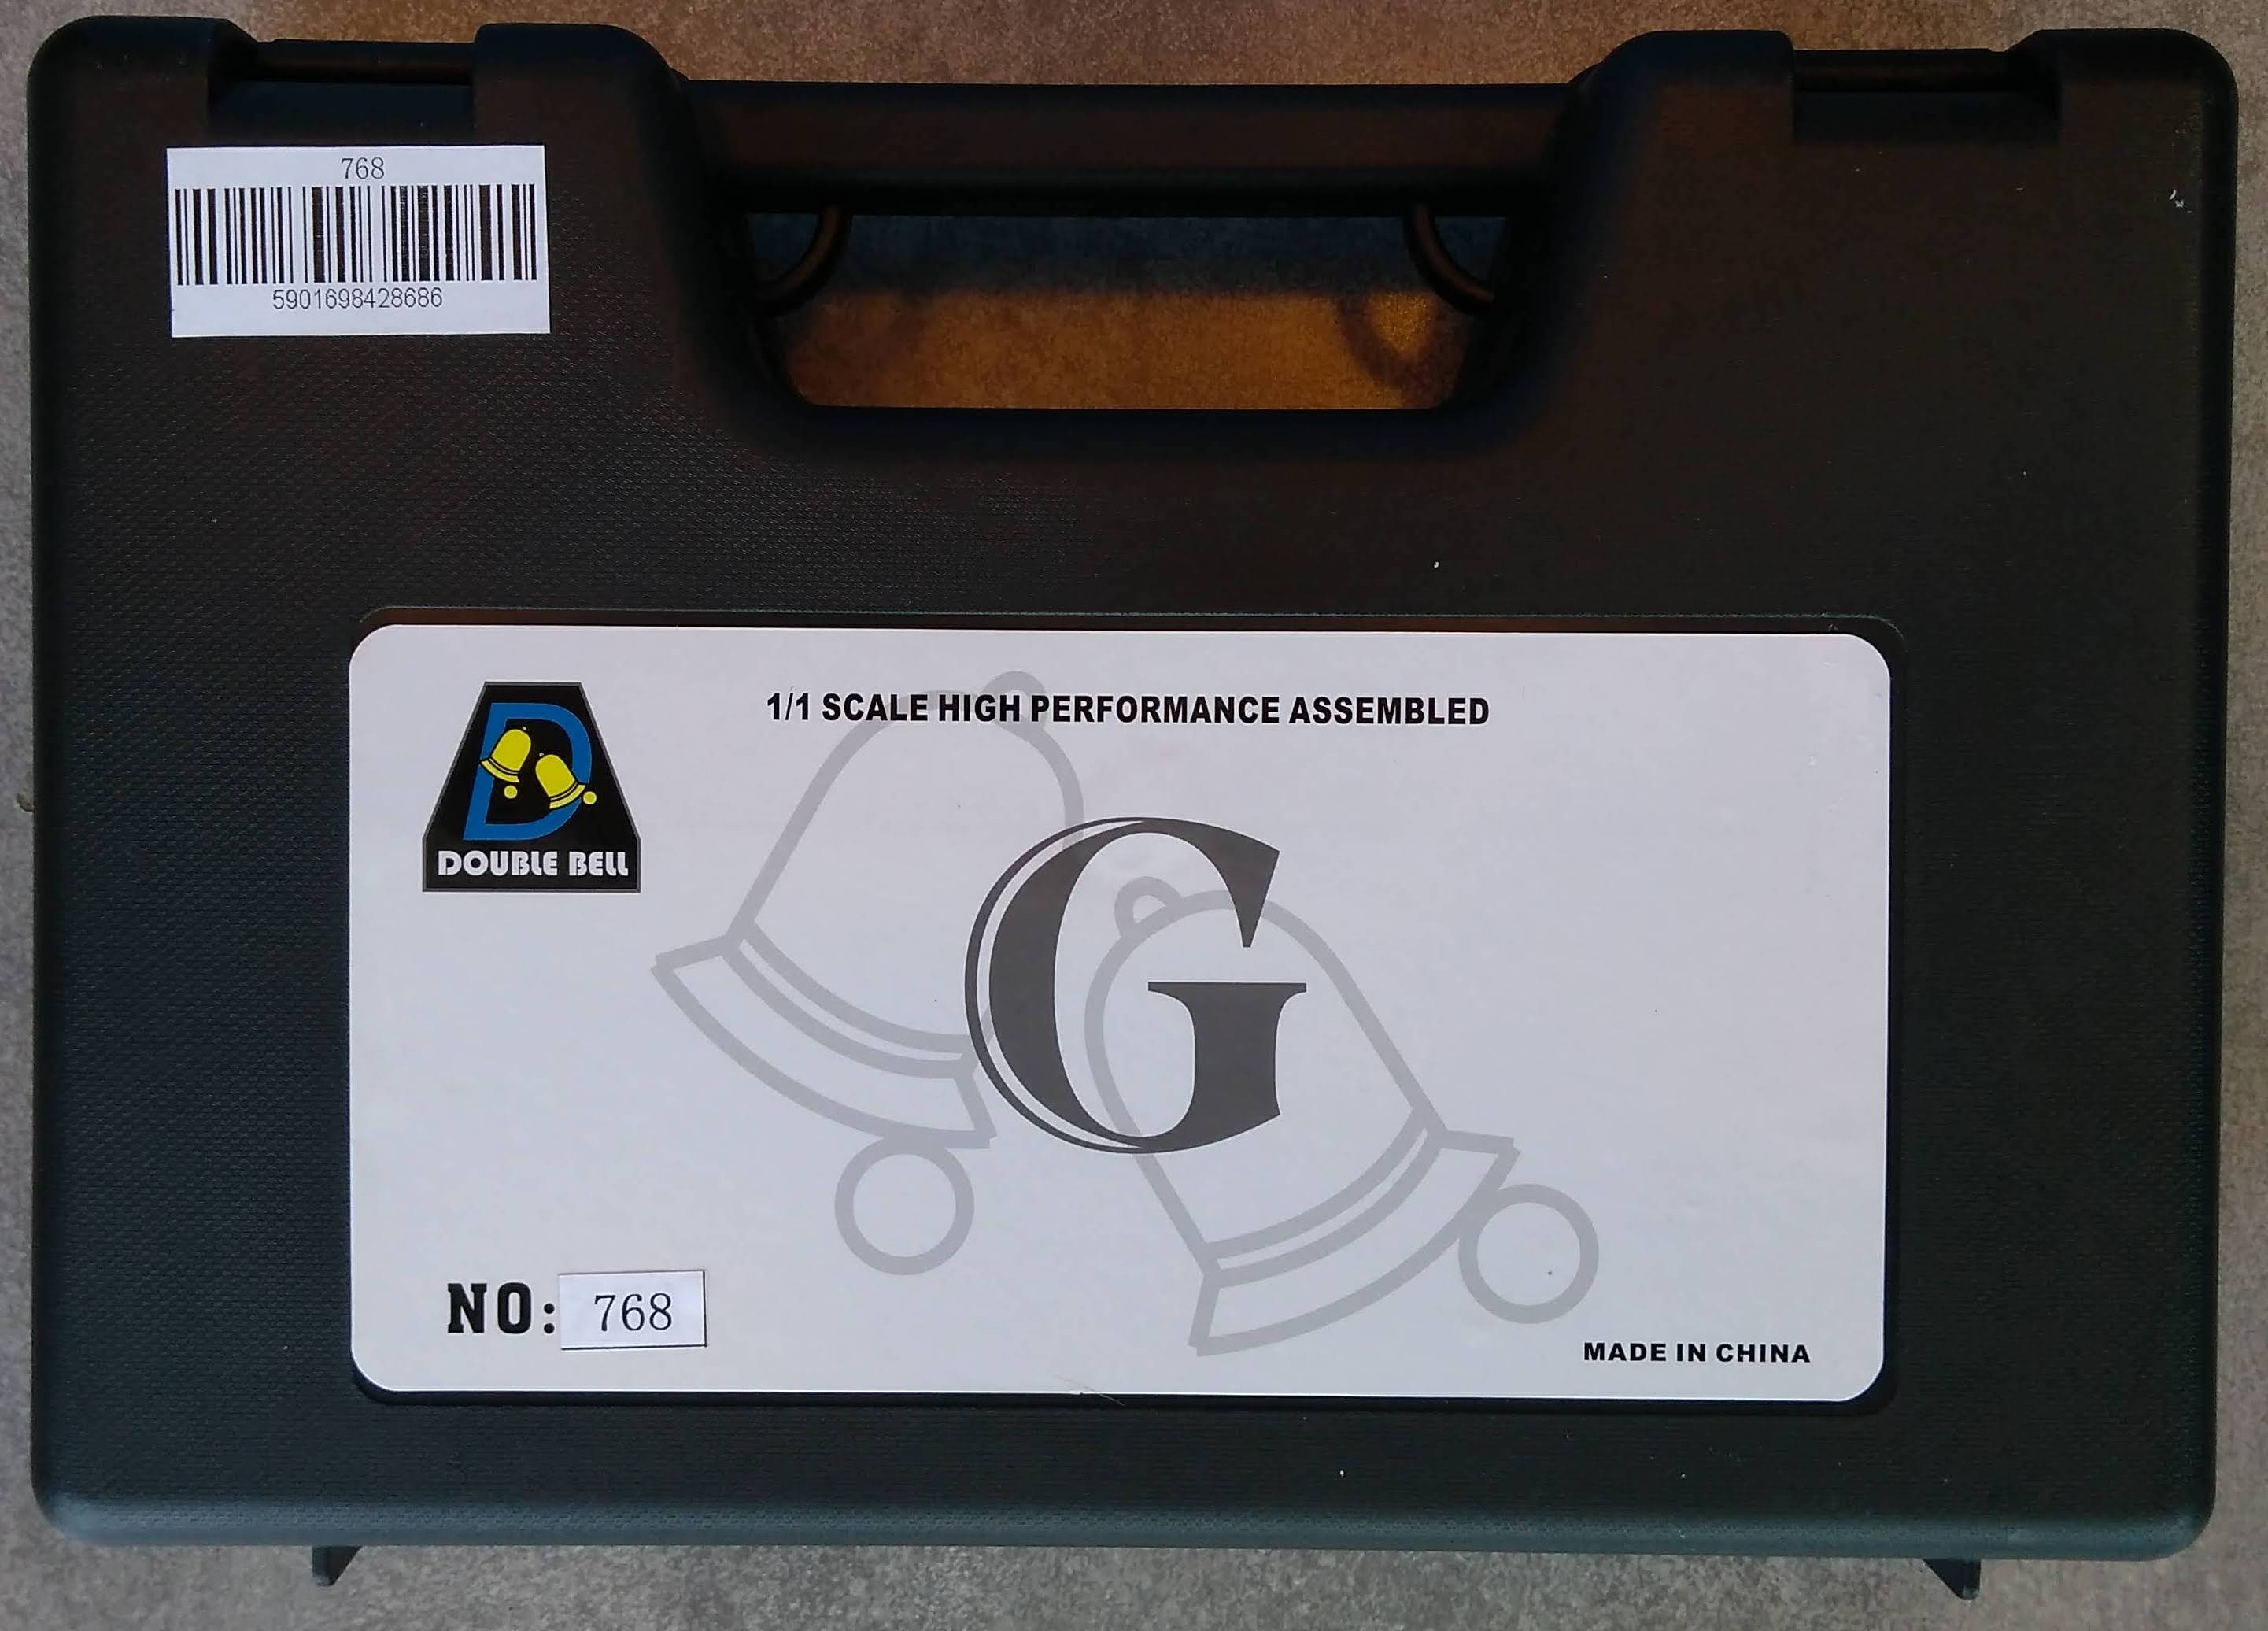 768
5901698428686
D
DOUBLE BELL
1/1 SCALE HIGH PERFORMANCE ASSEMBLED
G
NO: 768
MADE IN CHINA